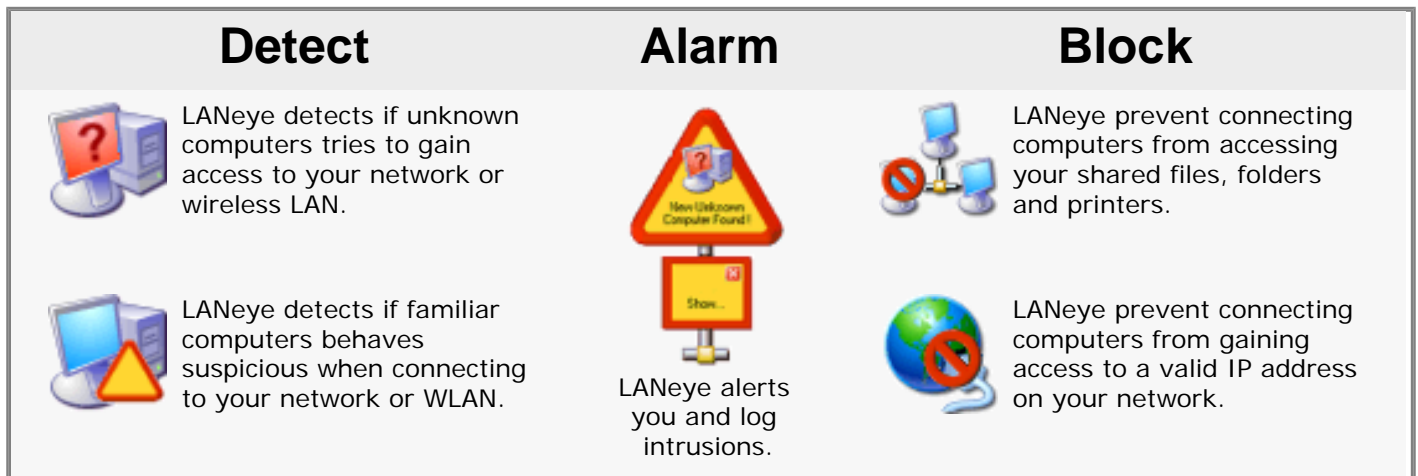 Detect
Alarm
Block
LANeye detects if unknown
computers tries to gain
access to your network or
wireless LAN.
LANeye detects if familiar
computers behaves
suspicious when connecting
to your network or WLAN.
?
?
New Unknown
Computer Found!
Show...
LANeye alerts
you and log
intrusions.
LANeye prevent connecting
computers from accessing
your shared files, folders
and printers.
LANeye prevent connecting
computers from gaining
access to a valid IP address
on your network.